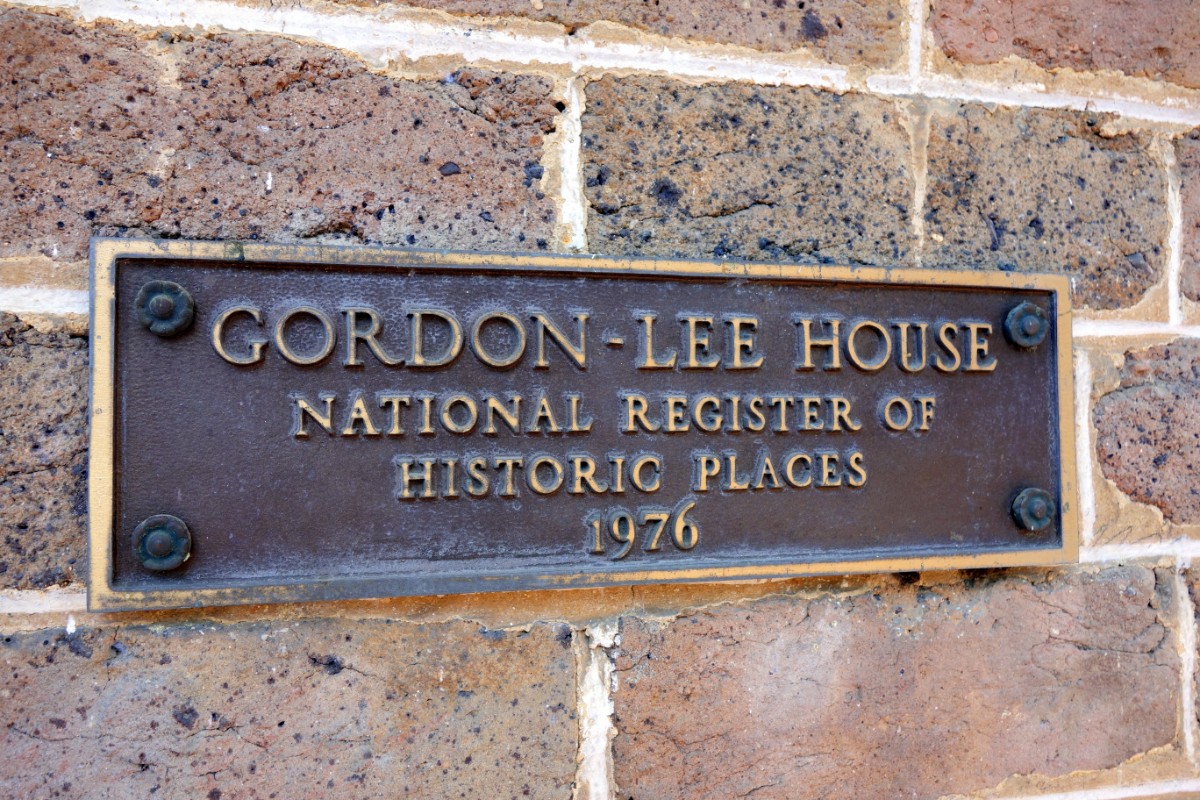 GORDON-LEE HOUSE
NATIONAL REGISTER OF
HISTORIC PLACES
1976